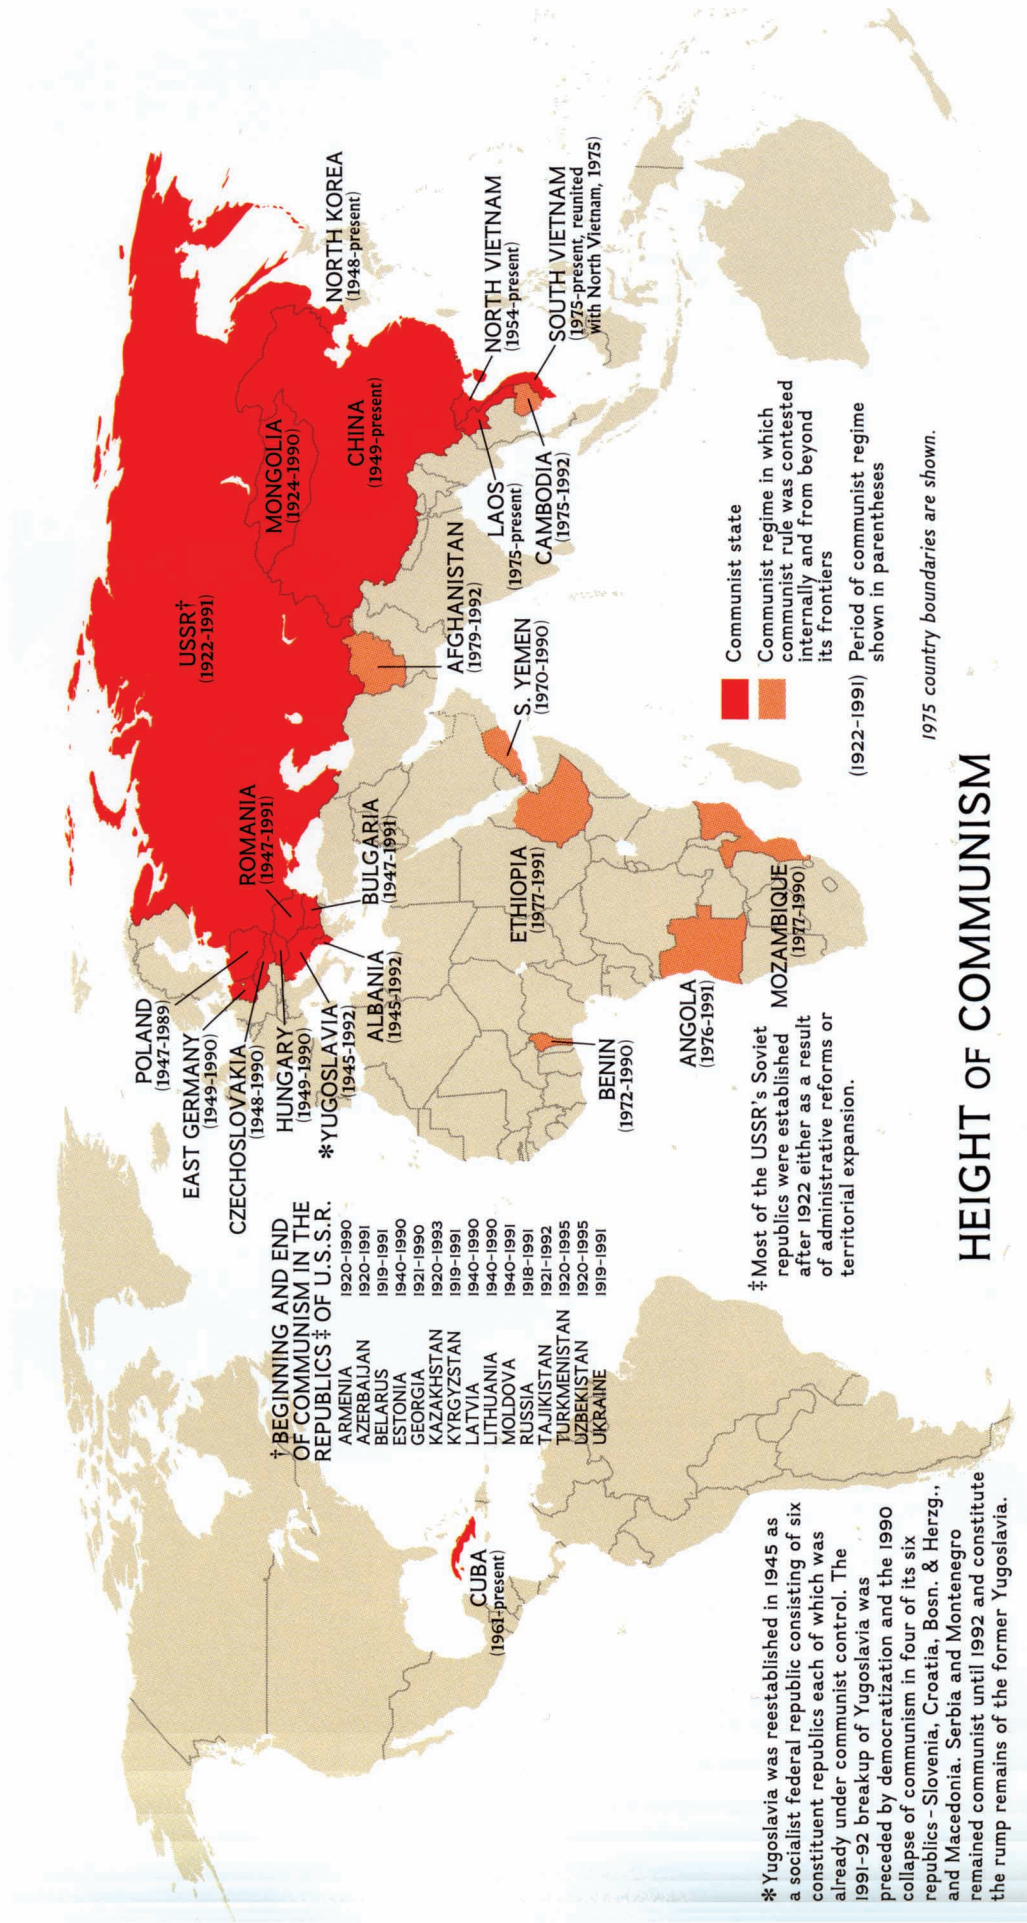 USSR†
(1922-1991)
MONGOLIA
(1924-1990)
CHINA
(1949-present)
NORTH KOREA
(1948-present)
NORTH VIETNAM
(1954-present)
SOUTH VIETNAM
(1975-present, reunited
with North Vietnam, 1975)
LAOS
(1975-present)
CAMBODIA
(1975-1992)
AFGHANISTAN
(1979-1992)
S. YEMEN
(1970-1990)
ROMANIA
(1947-1991)
BULGARIA
(1947-1991)
POLAND
(1947-1989)
EAST GERMANY
(1949-1990)
CZECHOSLOVAKIA
(1948-1990)
HUNGARY
(1949-1990)
*YUGOSLAVIA
(1945-1992)
ALBANIA
(1945-1992)
ETHIOPIA
(1977-1991)
BENIN
(1972-1990)
ANGOLA
(1976-1991)
MOZAMBIQUE
(1977-1990)
CUBA
(1961-present)
†BEGINNING AND END
OF COMMUNISM IN THE
REPUBLICS‡ OF U.S.S.R.
ARMENIA 1920-1990
AZERBAIJAN 1920-1991
BELARUS 1919-1991
ESTONIA 1940-1990
GEORGIA 1921-1990
KAZAKHSTAN 1920-1993
KYRGYZSTAN 1919-1991
LATVIA 1940-1990
LITHUANIA 1940-1990
MOLDOVA 1940-1991
RUSSIA 1918-1991
TAJIKISTAN 1921-1992
TURKMENISTAN 1920-1995
UZBEKISTAN 1920-1995
UKRAINE 1919-1991
*Yugoslavia was reestablished in 1945 as
a socialist federal republic consisting of six
constituent republics each of which was
already under communist control. The
1991-92 breakup of Yugoslavia was
preceded by democratization and the 1990
collapse of communism in four of its six
republics - Slovenia, Croatia, Bosn. & Herzg.,
and Macedonia. Serbia and Montenegro
remained communist until 1992 and constitute
the rump remains of the former Yugoslavia.
‡Most of the USSR's Soviet
republics were established
after 1922 either as a result
of administrative reforms or
territorial expansion.
Communist state
Communist regime in which
communist rule was contested
internally and from beyond
its frontiers
(1922-1991) Period of communist regime
shown in parentheses
1975 country boundaries are shown.
HEIGHT OF COMMUNISM